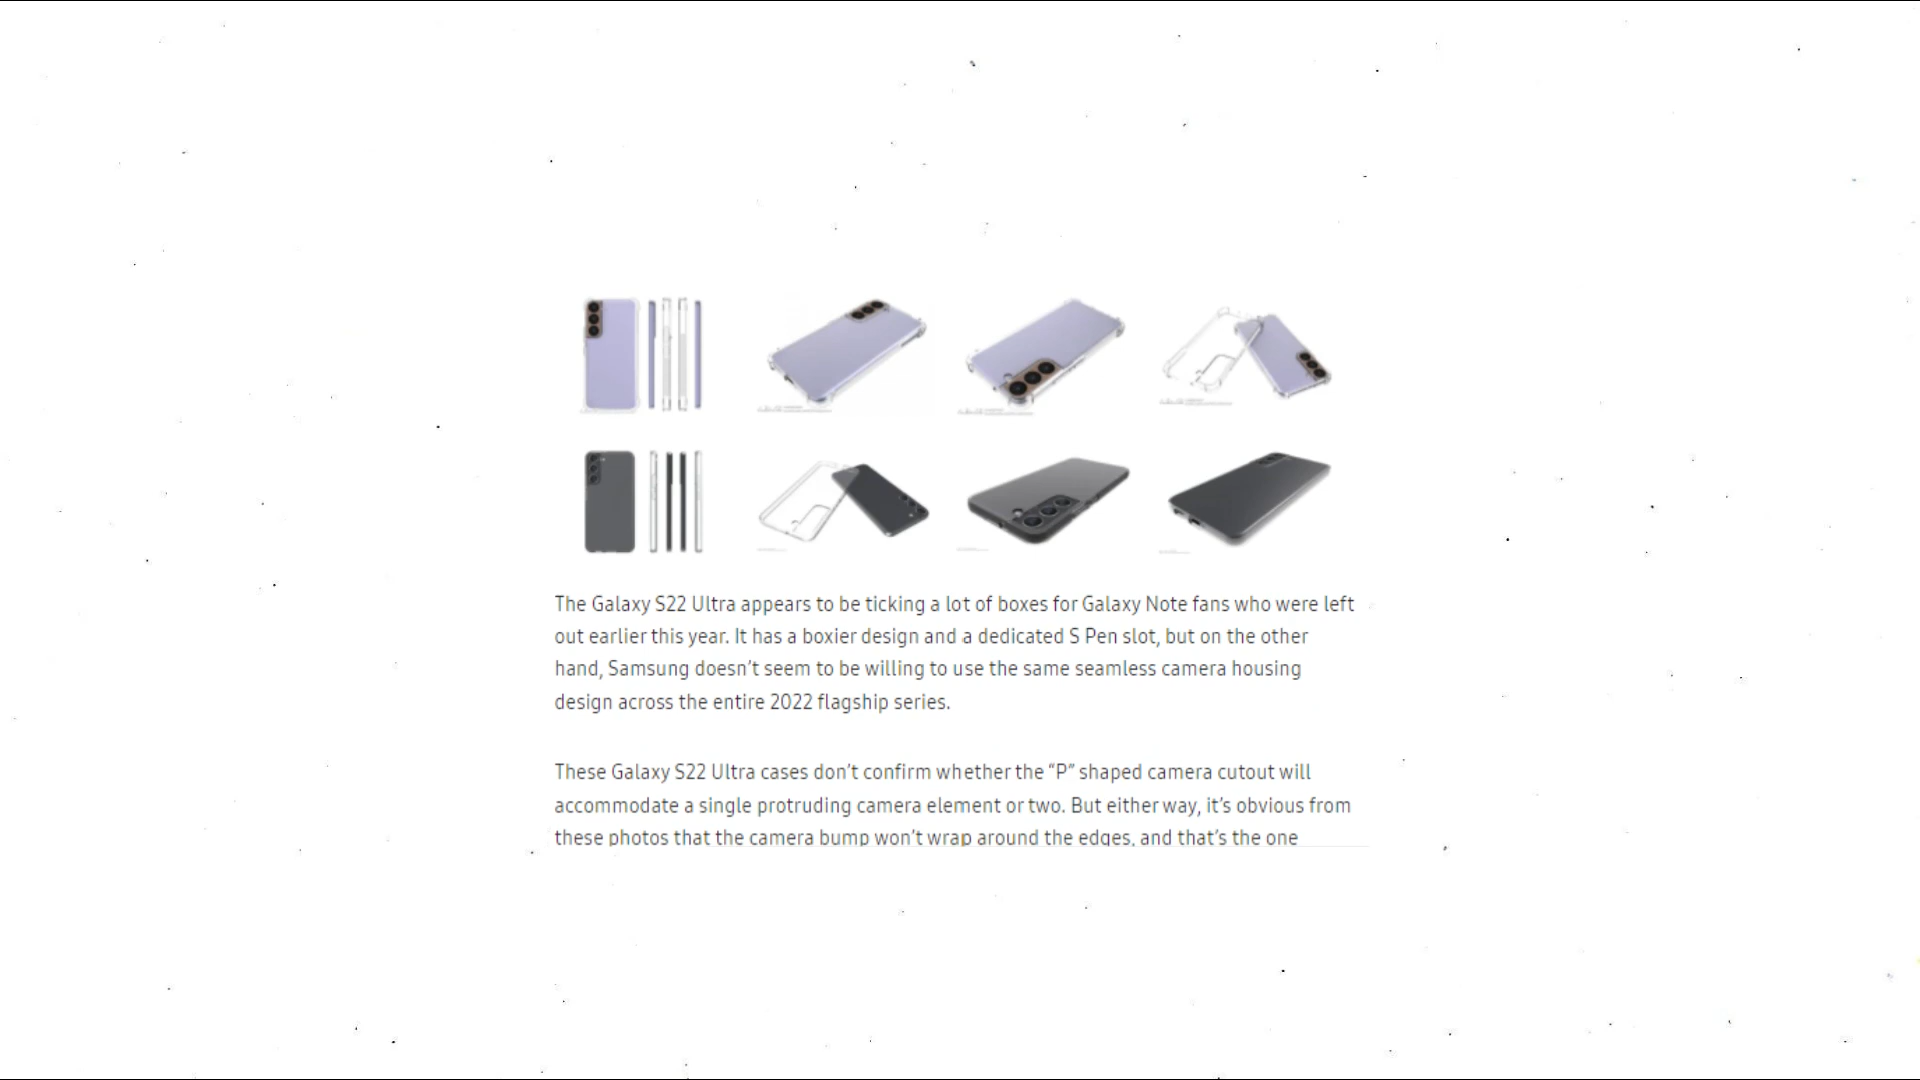 The Galaxy S22 Ultra appears to be ticking a lot of boxes for Galaxy Note fans who were left
out earlier this year. It has a boxier design and a dedicated S Pen slot, but on the other
hand, Samsung doesn't seem to be willing to use the same seamless camera housing
design across the entire 2022 flagship series.
These Galaxy S22 Ultra cases don't confirm whether the “P” shaped camera cutout will
accommodate a single protruding camera element or two. But either way, it's obvious from
these photos that the camera bump won't wrap around the edges, and that's the one